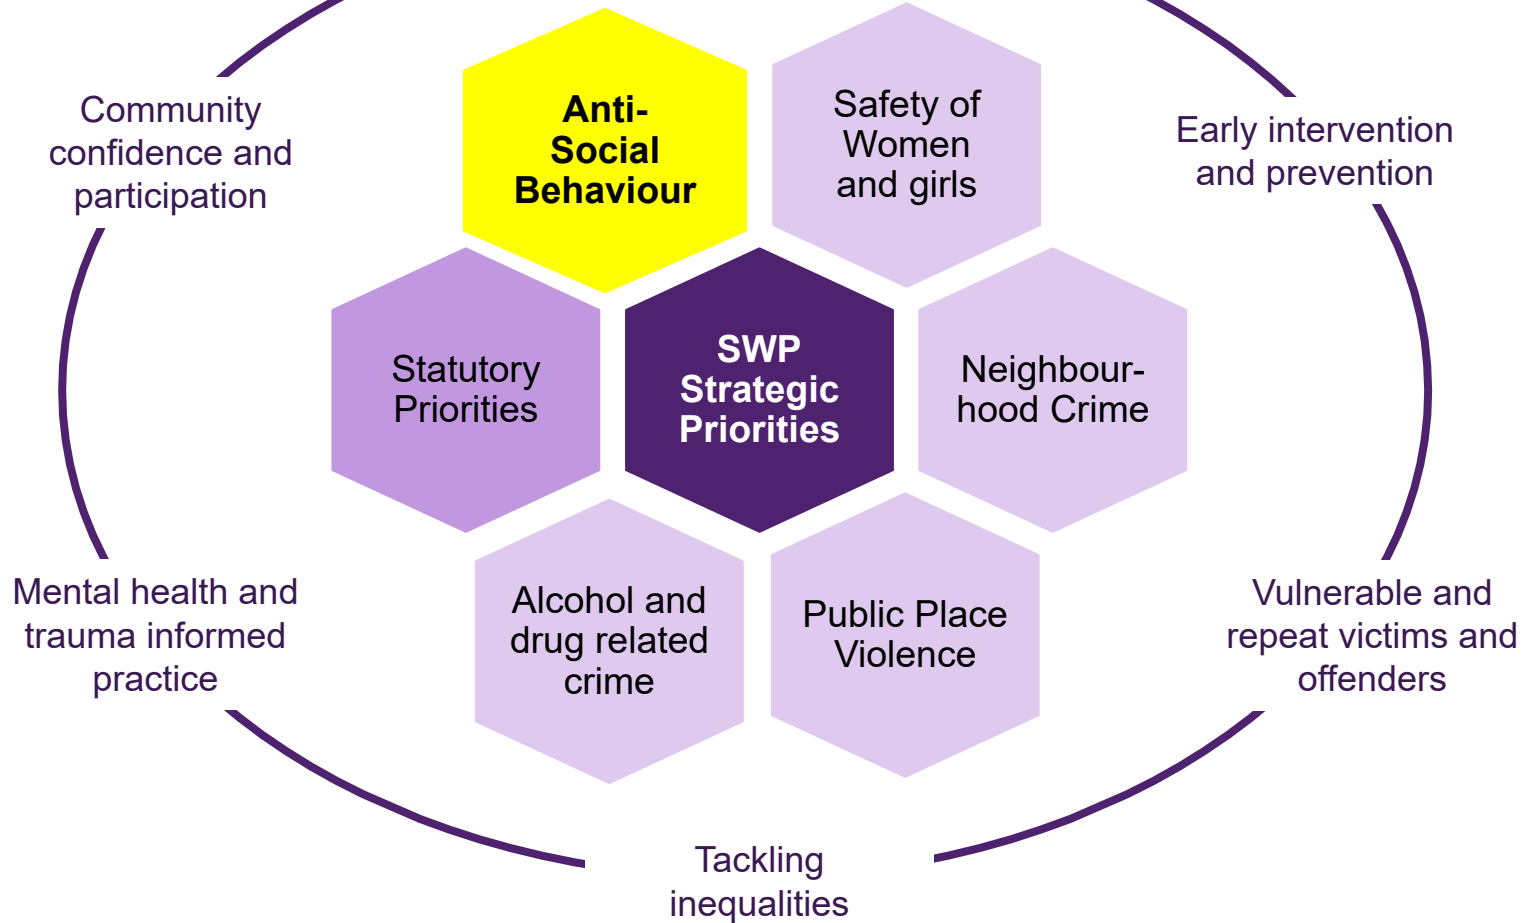 Anti-
Social
Behaviour
Safety of
Women
and girls
Community
confidence and
participation
Early intervention
and prevention
Statutory
Priorities
SWP
Strategic
Priorities
Neighbour-
hood Crime
Mental health and
trauma informed
practice
Alcohol and
drug related
crime
Public Place
Violence
Vulnerable and
repeat victims and
offenders
Tackling
inequalities